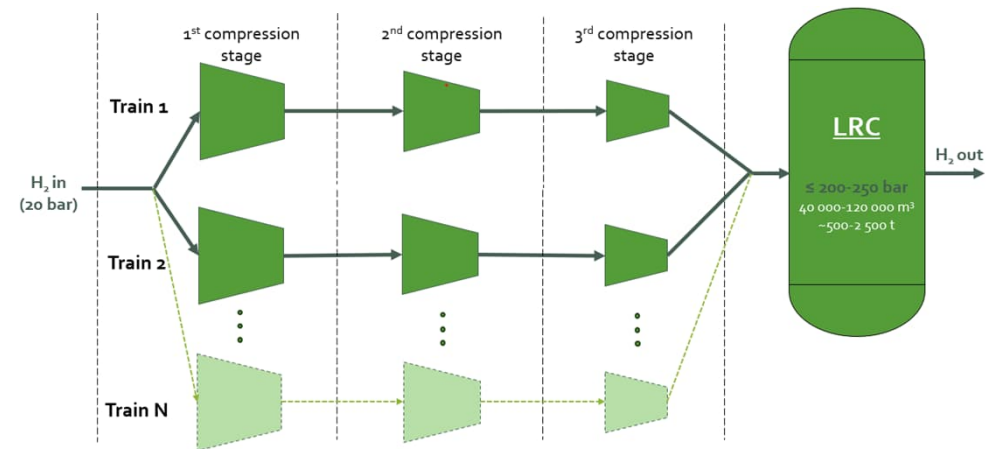 1st compression
stage
2nd compression
stage
3rd compression
stage
Train 1
H₂ in
(20 bar)
Train 2
Train N
LRC
≤ 200-250 bar
40 000-120 000 m³
~500-2 500 t
H₂ out